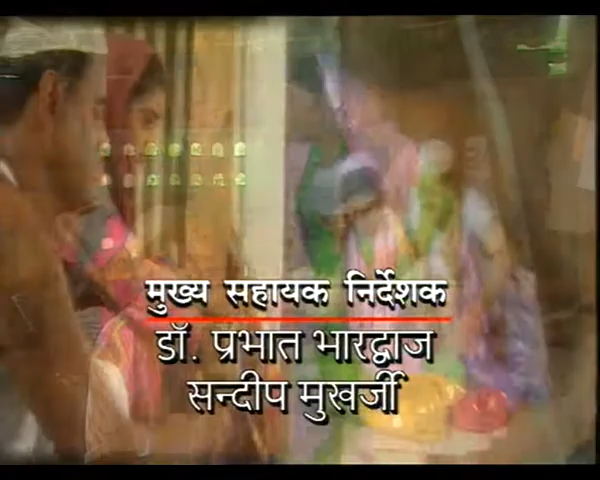 मुख्य सहायक निर्देशक
डॉ. प्रभात भारद्वाज
सन्दीप मुखर्जी